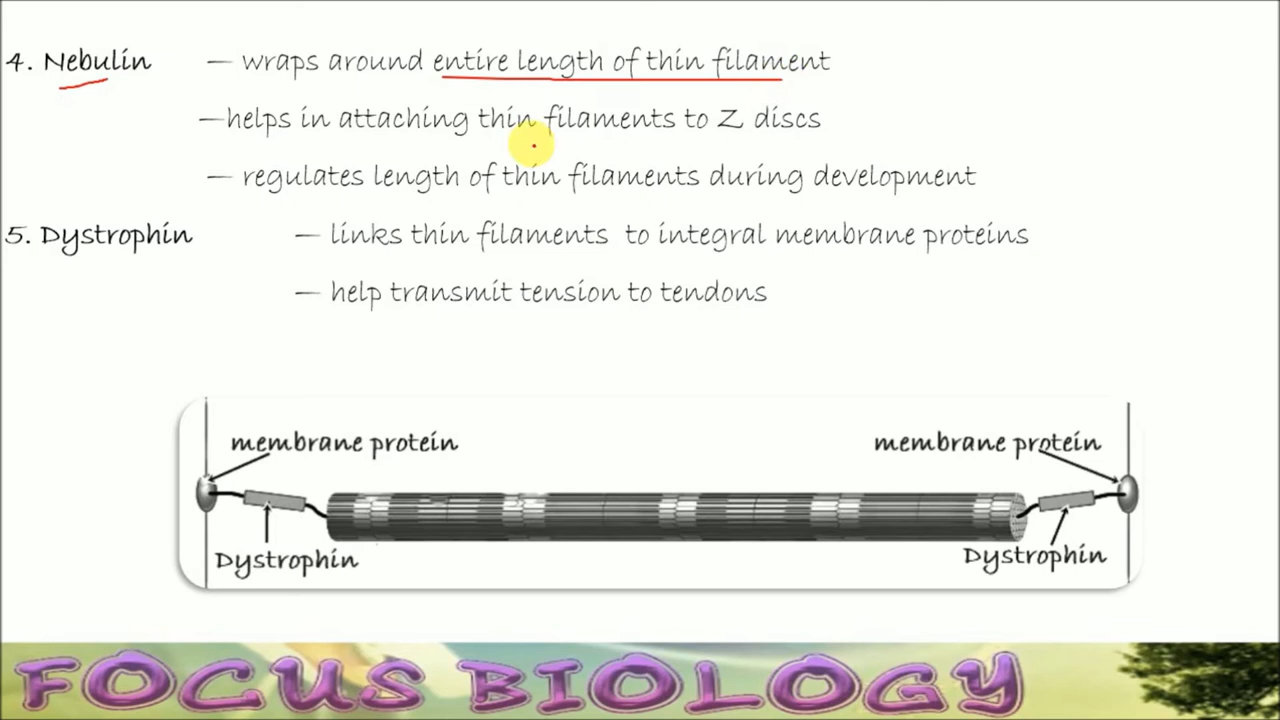 4. Nebulin — wraps around entire length of thin filament
—helps in attaching thin filaments to Z discs
— regulates length of thin filaments during development
5. Dystrophin — links thin filaments to integral membrane proteins
— help transmit tension to tendons
membrane protein membrane protein
Dystrophin Dystrophin
FOCUS BIOLOGY